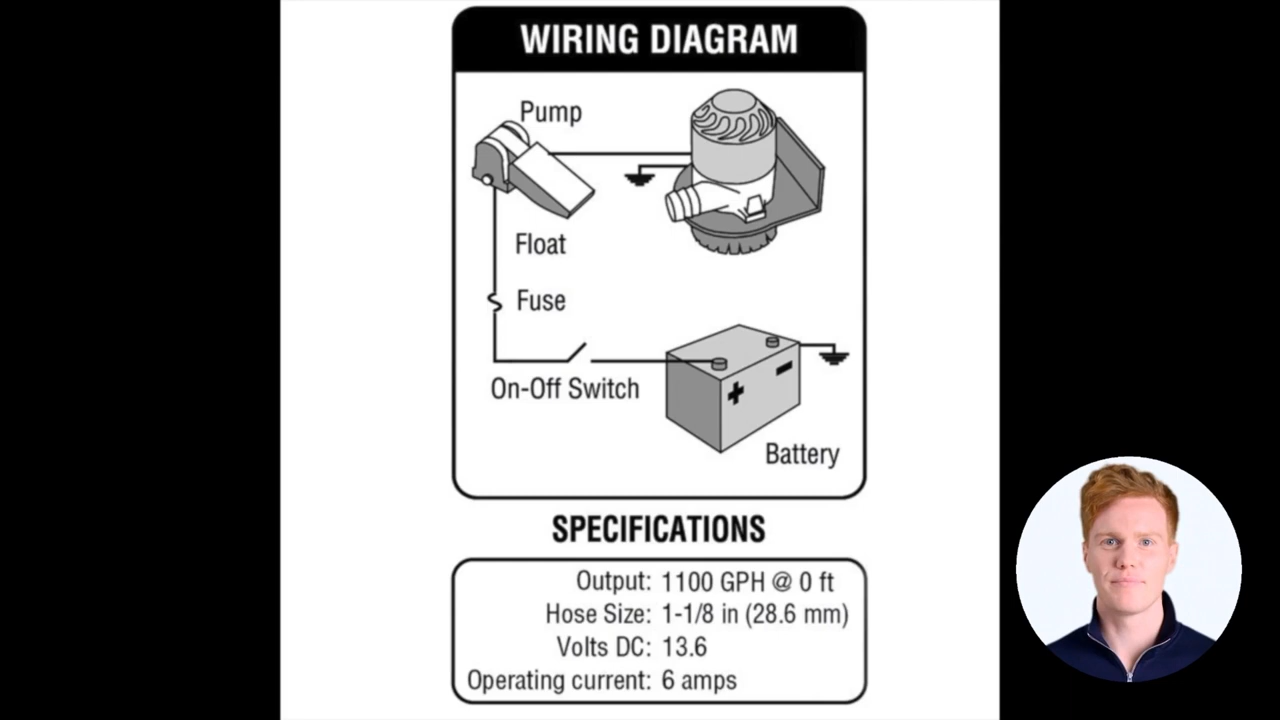 WIRING DIAGRAM
Pump
Float
Fuse
On-Off Switch
+
-
Battery
SPECIFICATIONS
Output: 1100 GPH @ 0 ft
Hose Size: 1-1/8 in (28.6 mm)
Volts DC: 13.6
Operating current: 6 amps